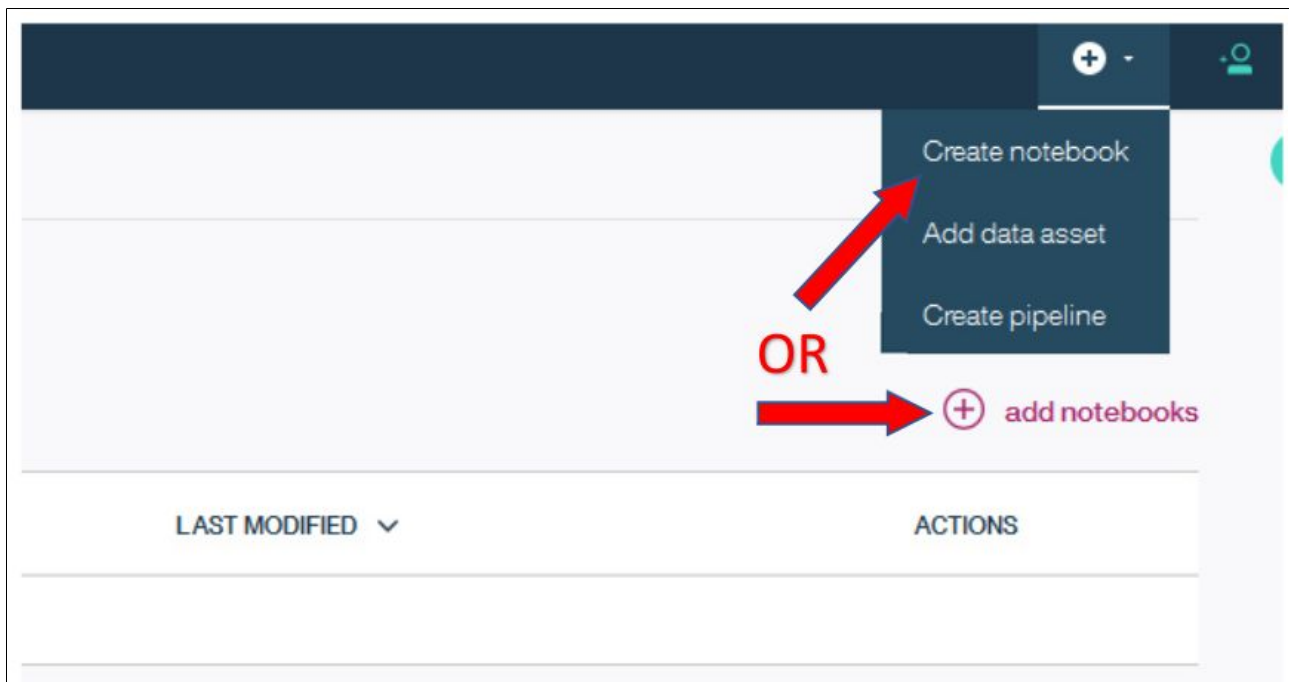 Create notebook
Add data asset
Create pipeline
OR
add notebooks
LAST MODIFIED
ACTIONS